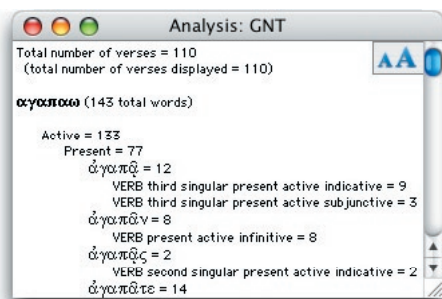 Analysis: GNT
Total number of verses = 110
(total number of verses displayed = 110)
AA
αγαπαω (143 total words)
Active = 133
Present = 77
ἀγαπᾷ = 12
VERB third singular present active indicative = 9
VERB third singular present active subjunctive = 3
ἀγαπᾶν = 8
VERB present active infinitive = 8
ἀγαπᾷς = 2
VERB second singular present active indicative = 2
ἀγαπᾶτε = 14